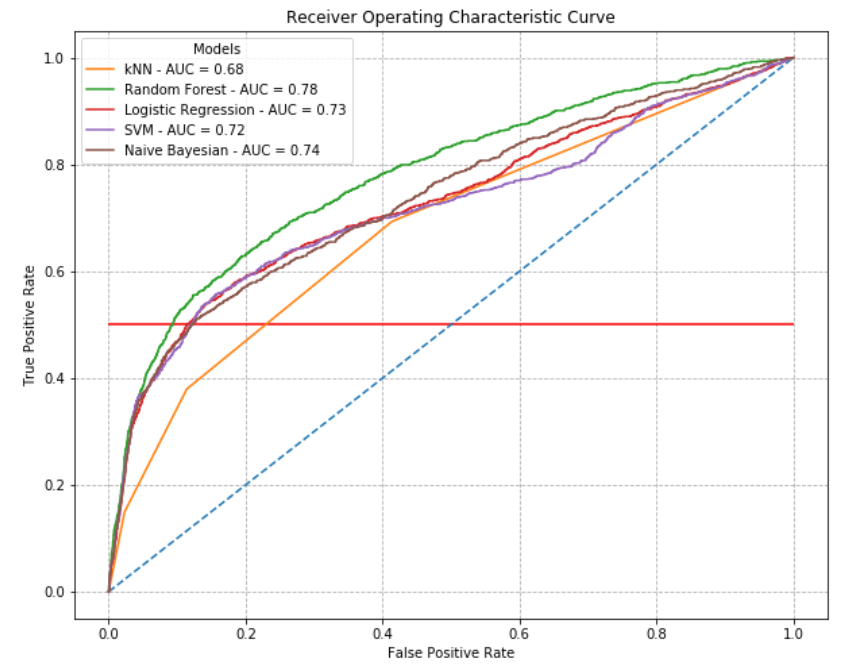 Receiver Operating Characteristic Curve
Models
kNN - AUC = 0.68
Random Forest - AUC = 0.78
Logistic Regression - AUC = 0.73
SVM - AUC = 0.72
Naive Bayesian - AUC = 0.74
True Positive Rate
1.0
0.8
0.6
0.4
0.2
0.0
0.0 0.2 0.4 0.6 0.8 1.0
False Positive Rate